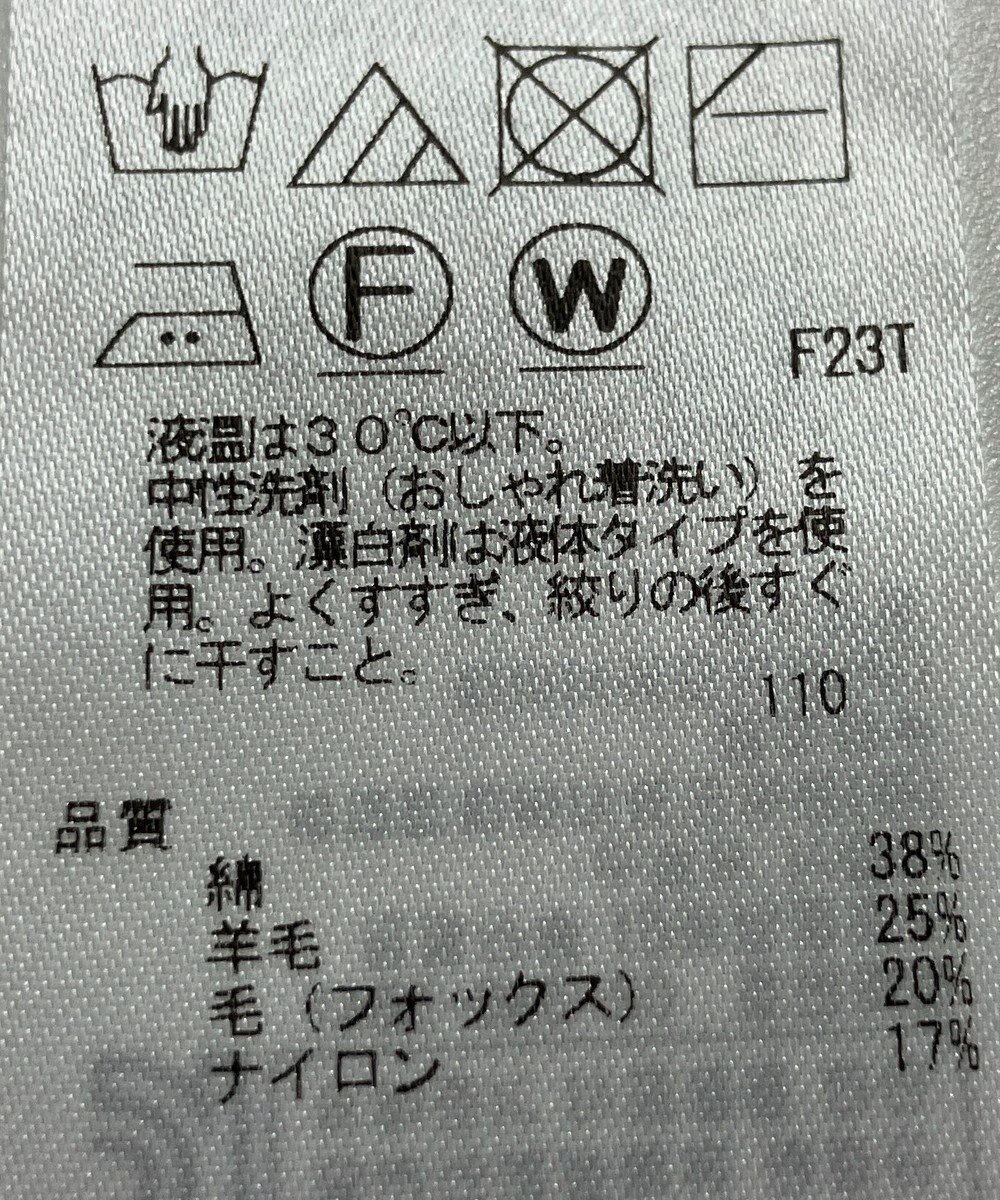 F
W
F23T
液温は30℃以下。
中性洗剤（おしゃれ着洗い）を
使用。漂白剤は液体タイプを使
用。よくすすぎ、絞りの後すぐ
に干すこと。
110
品質
綿 38%
羊毛 25%
毛（フォックス） 20%
ナイロン 17%